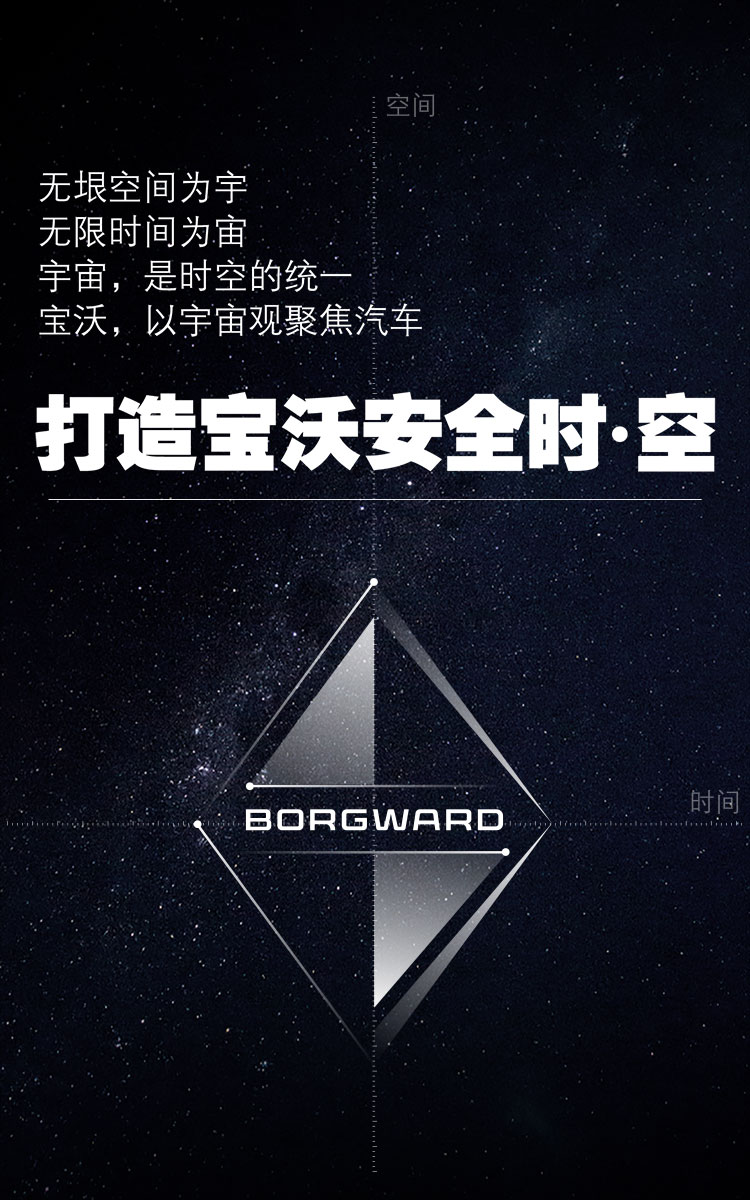 空间
无垠空间为宇
无限时间为宙
宇宙，是时空的统一
宝沃，以宇宙观聚焦汽车
打造宝沃安全时·空
时间
BORGWARD